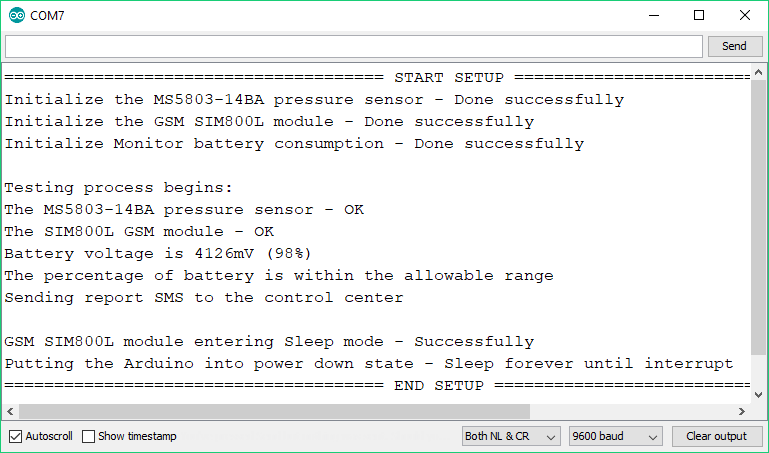 COM7
Send
====================================== START SETUP ========================
Initialize the MS5803-14BA pressure sensor - Done successfully
Initialize the GSM SIM800L module - Done successfully
Initialize Monitor battery consumption - Done successfully
Testing process begins:
The MS5803-14BA pressure sensor - OK
The SIM800L GSM module - OK
Battery voltage is 4126mV (98%)
The percentage of battery is within the allowable range
Sending report SMS to the control center
GSM SIM800L module entering Sleep mode - Successfully
Putting the Arduino into power down state - Sleep forever until interrupt
====================================== END SETUP ==========================
Autoscroll Show timestamp Both NL & CR 9600 baud Clear output